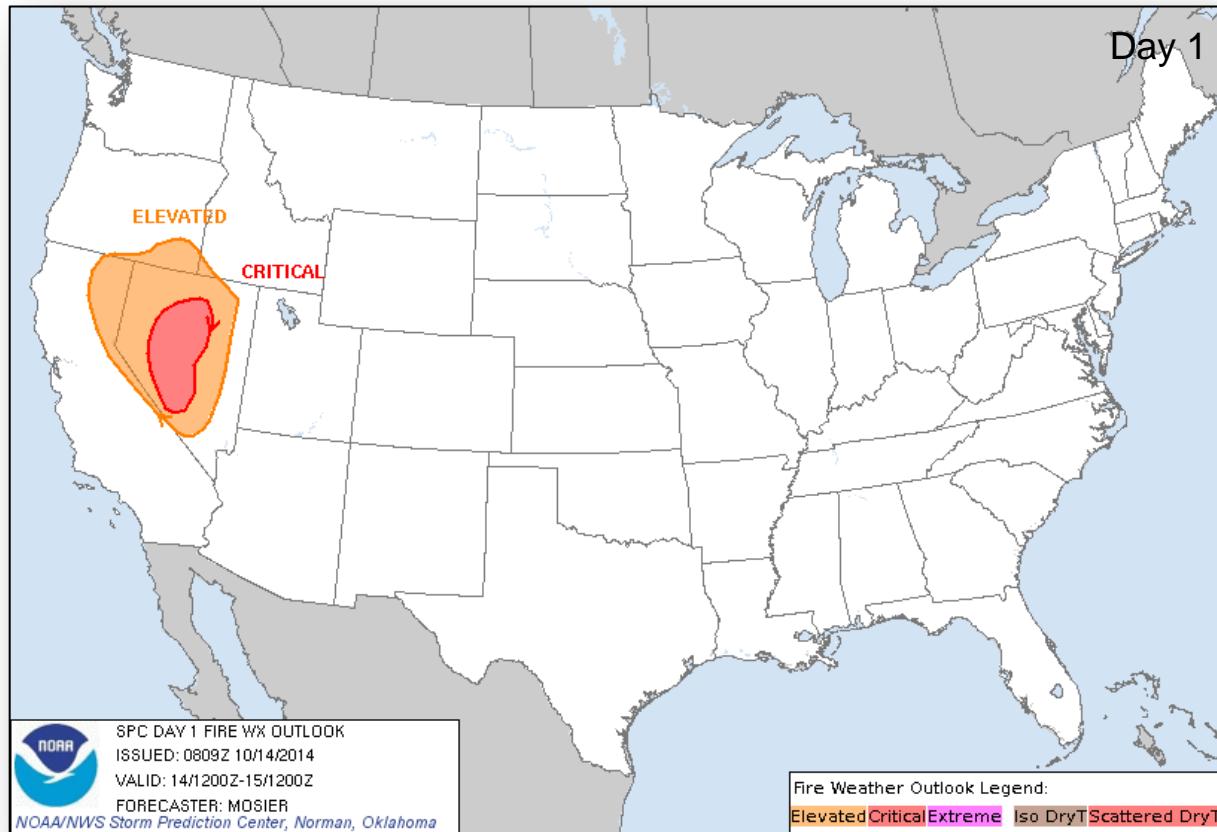 Day 1
ELEVATED
CRITICAL
NOAA
SPC DAY 1 FIRE WX OUTLOOK
ISSUED: 0809Z 10/14/2014
VALID: 14/1200Z-15/1200Z
FORECASTER: MOSIER
NOAA/NWS Storm Prediction Center, Norman, Oklahoma
Fire Weather Outlook Legend:
Elevated Critical Extreme Iso DryT Scattered DryT